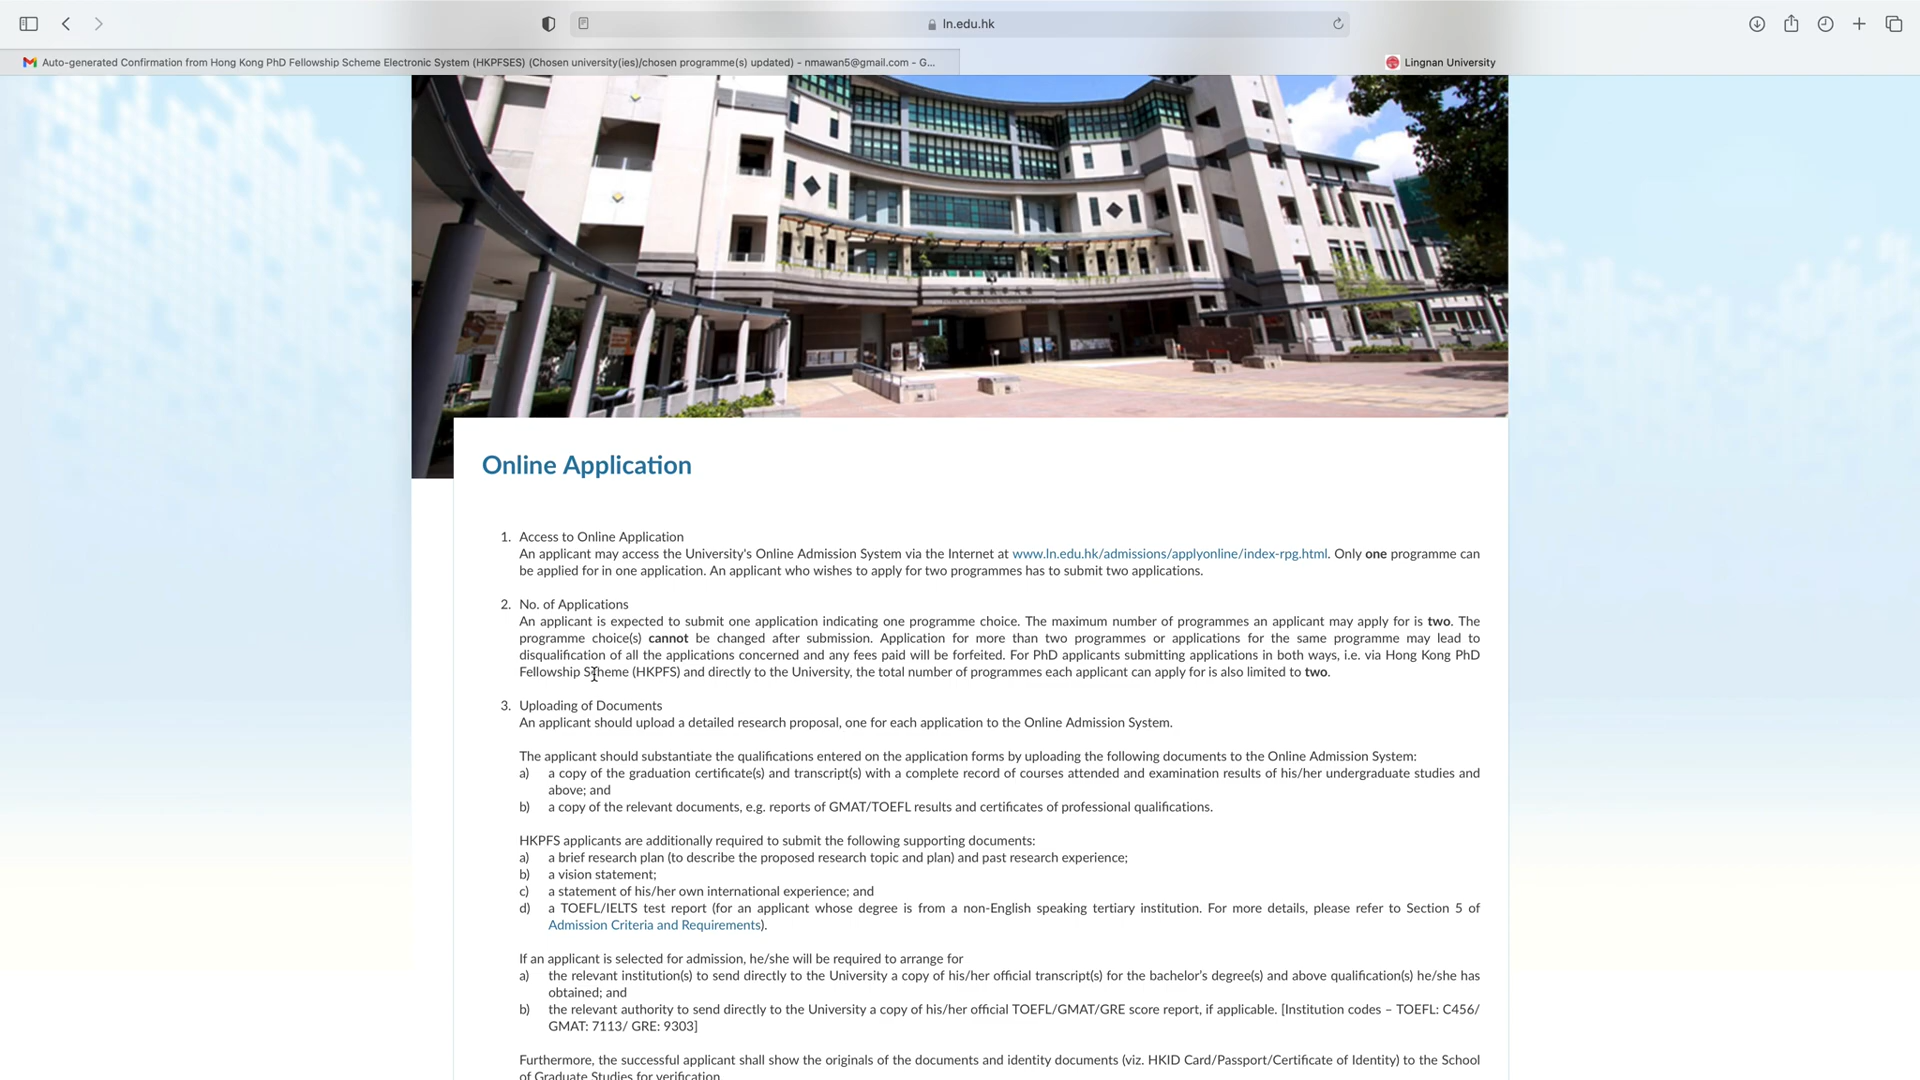 ln.edu.hk
Auto-generated Confirmation from Hong Kong PhD Fellowship Scheme Electronic System (HKPFSES) (Chosen university(ies)/chosen programme(s) updated) - nmawan5@gmail.com - G...
Lingnan University
Online Application
1. Access to Online Application
An applicant may access the University's Online Admission System via the Internet at www.ln.edu.hk/admissions/applyonline/index-rpg.html. Only one programme can
be applied for in one application. An applicant who wishes to apply for two programmes has to submit two applications.
2. No. of Applications
An applicant is expected to submit one application indicating one programme choice. The maximum number of programmes an applicant may apply for is two. The
programme choice(s) cannot be changed after submission. Application for more than two programmes or applications for the same programme may lead to
disqualification of all the applications concerned and any fees paid will be forfeited. For PhD applicants submitting applications in both ways, i.e. via Hong Kong PhD
Fellowship Scheme (HKPFS) and directly to the University, the total number of programmes each applicant can apply for is also limited to two.
3. Uploading of Documents
An applicant should upload a detailed research proposal, one for each application to the Online Admission System.
The applicant should substantiate the qualifications entered on the application forms by uploading the following documents to the Online Admission System:
a) a copy of the graduation certificate(s) and transcript(s) with a complete record of courses attended and examination results of his/her undergraduate studies and
above; and
b) a copy of the relevant documents, e.g. reports of GMAT/TOEFL results and certificates of professional qualifications.
HKPFS applicants are additionally required to submit the following supporting documents:
a) a brief research plan (to describe the proposed research topic and plan) and past research experience;
b) a vision statement;
c) a statement of his/her own international experience; and
d) a TOEFL/IELTS test report (for an applicant whose degree is from a non-English speaking tertiary institution. For more details, please refer to Section 5 of
Admission Criteria and Requirements).
If an applicant is selected for admission, he/she will be required to arrange for
a) the relevant institution(s) to send directly to the University a copy of his/her official transcript(s) for the bachelor's degree(s) and above qualification(s) he/she has
obtained; and
b) the relevant authority to send directly to the University a copy of his/her official TOEFL/GMAT/GRE score report, if applicable. [Institution codes – TOEFL: C456/
GMAT: 7113/ GRE: 9303]
Furthermore, the successful applicant shall show the originals of the documents and identity documents (viz. HKID Card/Passport/Certificate of Identity) to the School
of Graduate Studies for verification